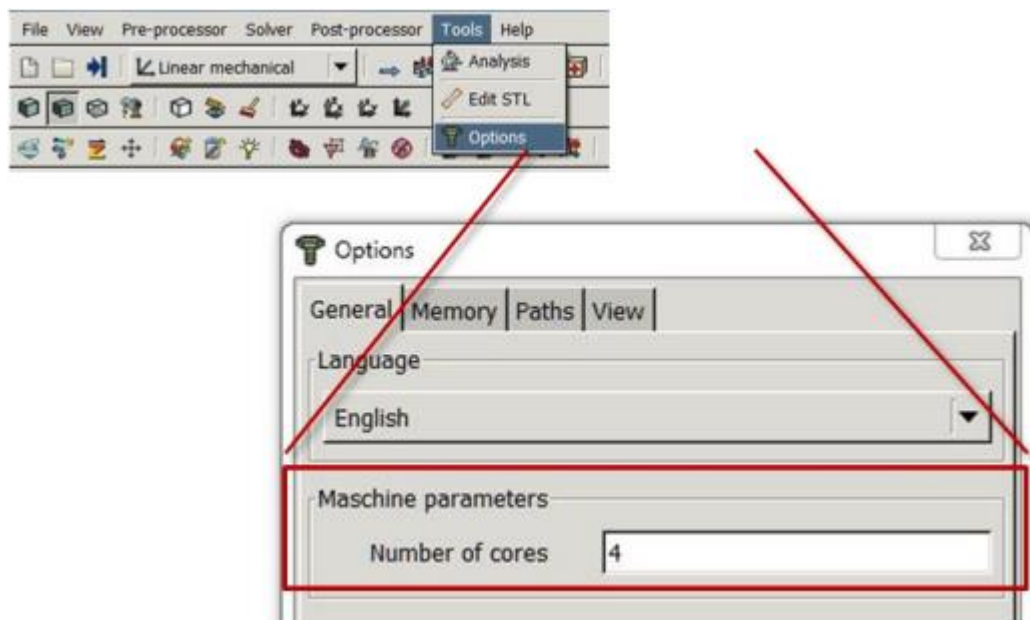 File View Pre-processor Solver Post-processor Tools Help
Linear mechanical
Analysis
Edit STL
Options
Options
General Memory Paths View
Language
English
Maschine parameters
Number of cores 4